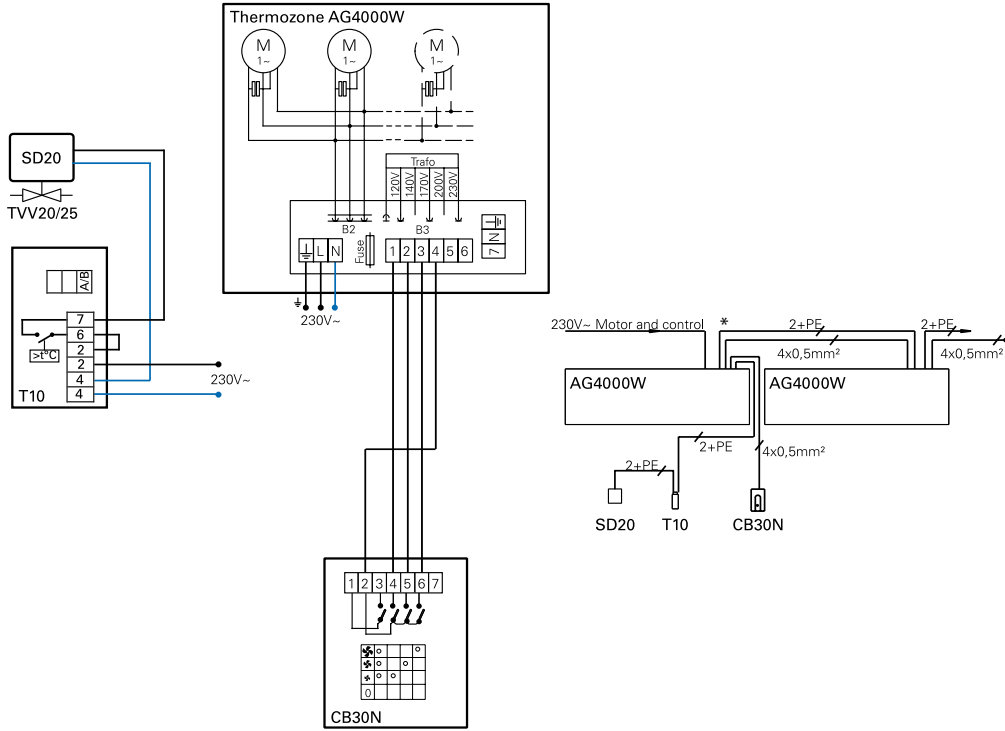 Thermozone AG4000W
M
1~
M
1~
M
1~
Trafo
120V
140V
170V
200V
230V
B2
B3
Fuse
L N
1 2 3 4 5 6
7 N
230V~
SD20
TVV20/25
A/B
7
6
2
2
4
4
>t°C
T10
230V~
230V~ Motor and control
*
2+PE
2+PE
4x0,5mm²
4x0,5mm²
AG4000W
AG4000W
2+PE
4x0,5mm²
2+PE
SD20
T10
CB30N
1 2 3 4 5 6 7
0
CB30N